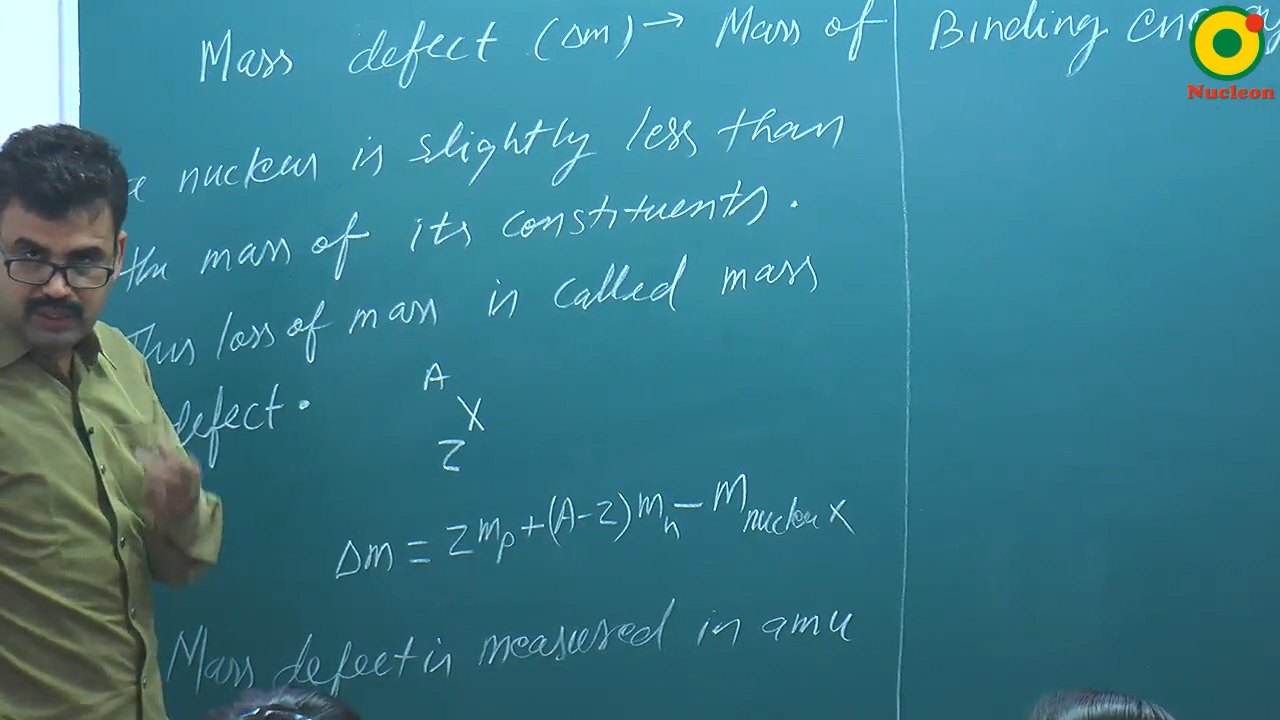 Mass defect (Δm) → Mass of
a nucleus is slightly less than
the mass of its constituents.
This loss of mass is called mass
defect.
A
X
Z
Δm = Zmp + (A-Z)mn - M nucleus X
Mass defect is measured in amu
Binding energy
Nucleon